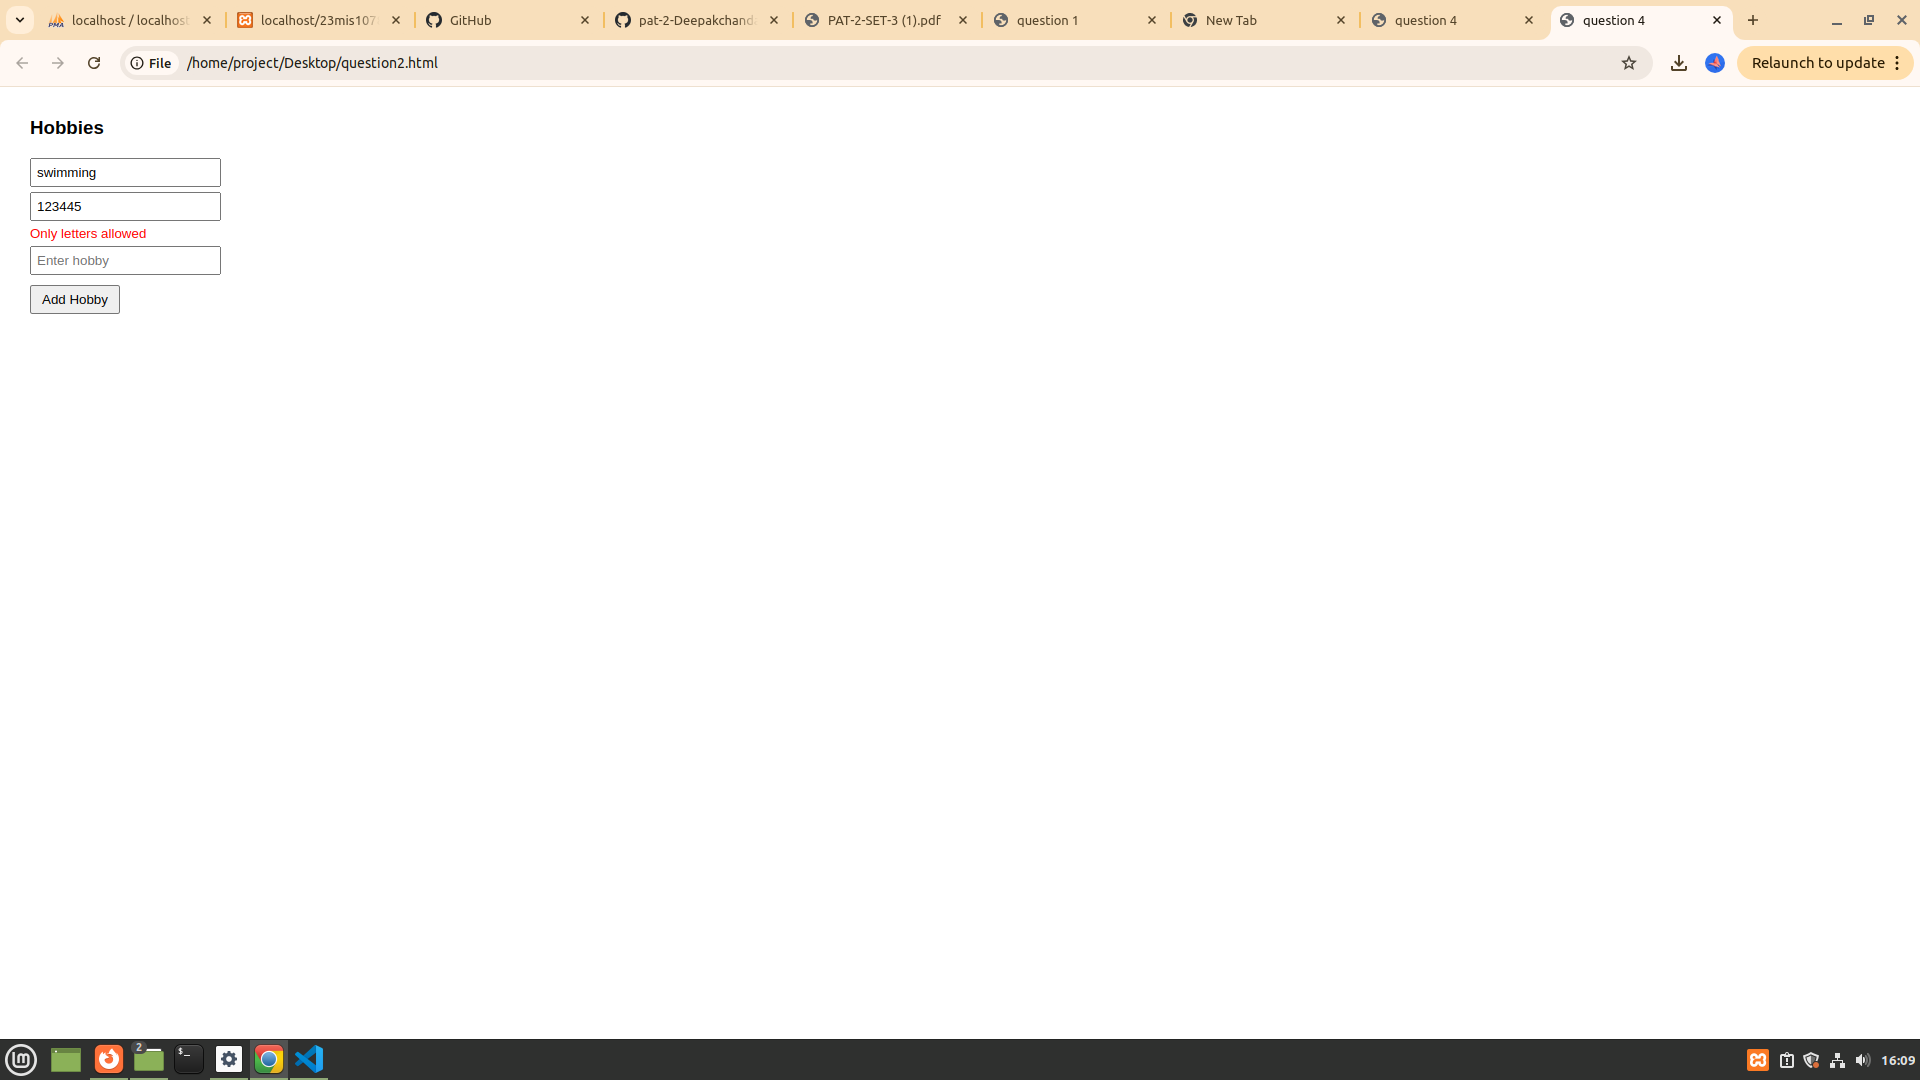 localhost / localhost
localhost/23mis107
GitHub
pat-2-Deepakchand
PAT-2-SET-3 (1).pdf
question 1
New Tab
question 4
question 4
File
/home/project/Desktop/question2.html
Relaunch to update
Hobbies
swimming
123445
Only letters allowed
Enter hobby
Add Hobby
2
$_
16:09